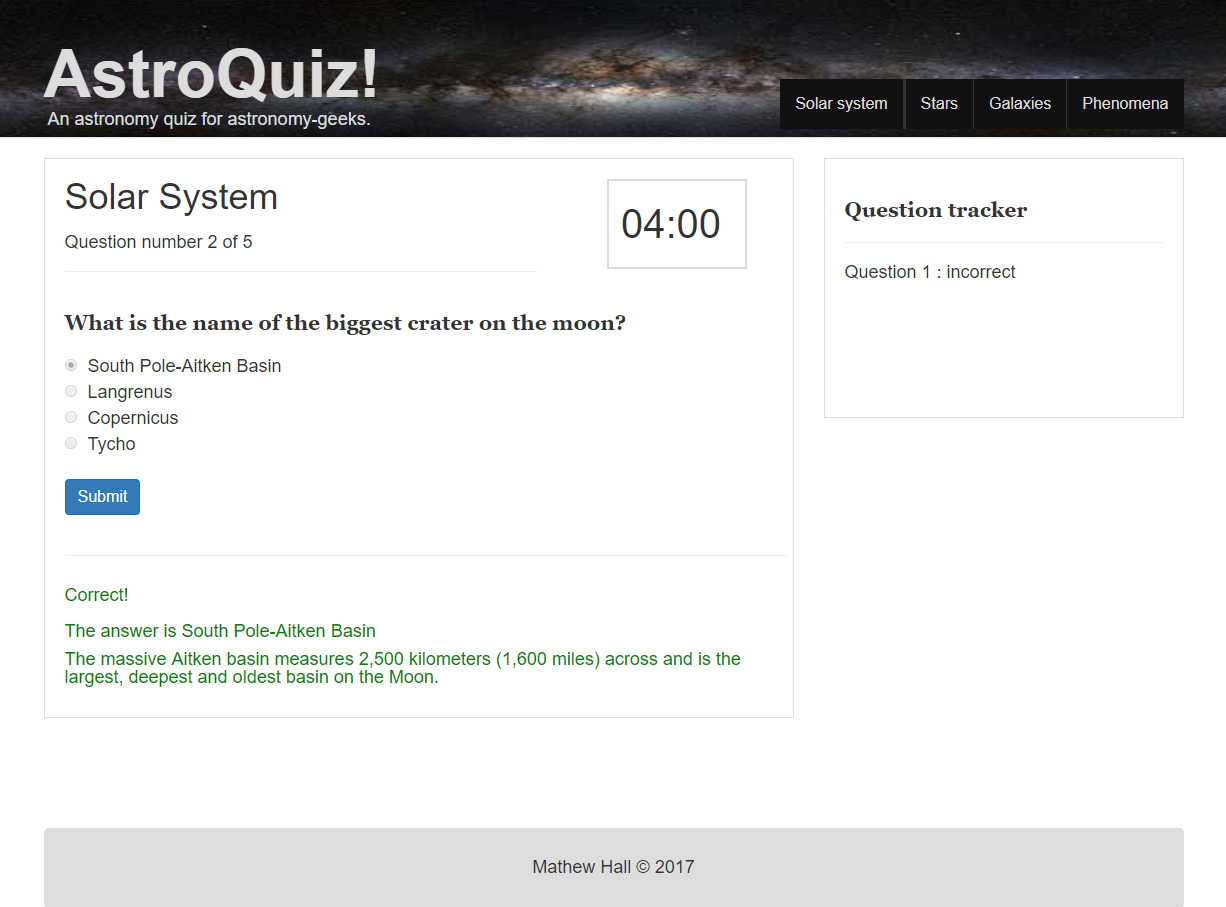 AstroQuiz!
An astronomy quiz for astronomy-geeks.
Solar system
Stars
Galaxies
Phenomena
Solar System
Question number 2 of 5
04:00
What is the name of the biggest crater on the moon?
South Pole-Aitken Basin
Langrenus
Copernicus
Tycho
Submit
Correct!
The answer is South Pole-Aitken Basin
The massive Aitken basin measures 2,500 kilometers (1,600 miles) across and is the
largest, deepest and oldest basin on the Moon.
Question tracker
Question 1 : incorrect
Mathew Hall © 2017